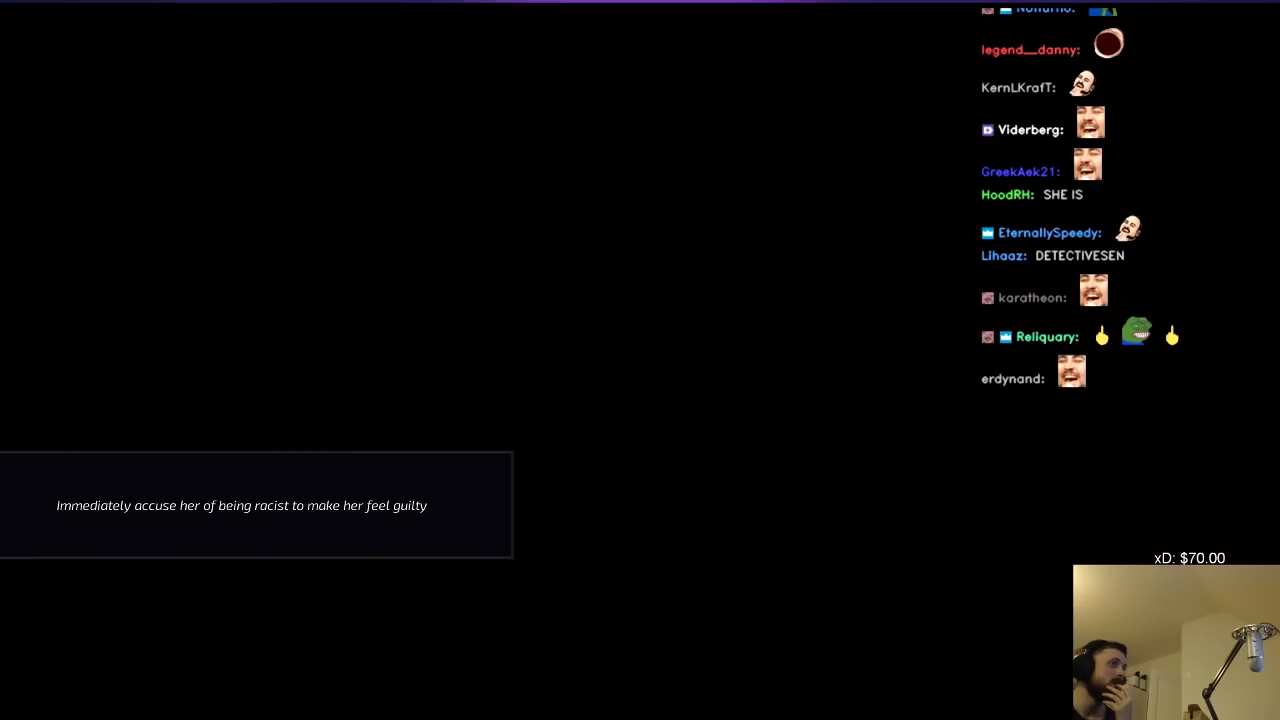 Notturno:
legend__danny:
KernLKrafT:
Viderberg:
GreekAek21:
HoodRH: SHE IS
EternallySpeedy:
Lihaaz: DETECTIVESEN
karatheon:
Reliquary:
erdynand:
Immediately accuse her of being racist to make her feel guilty
xD: $70.00